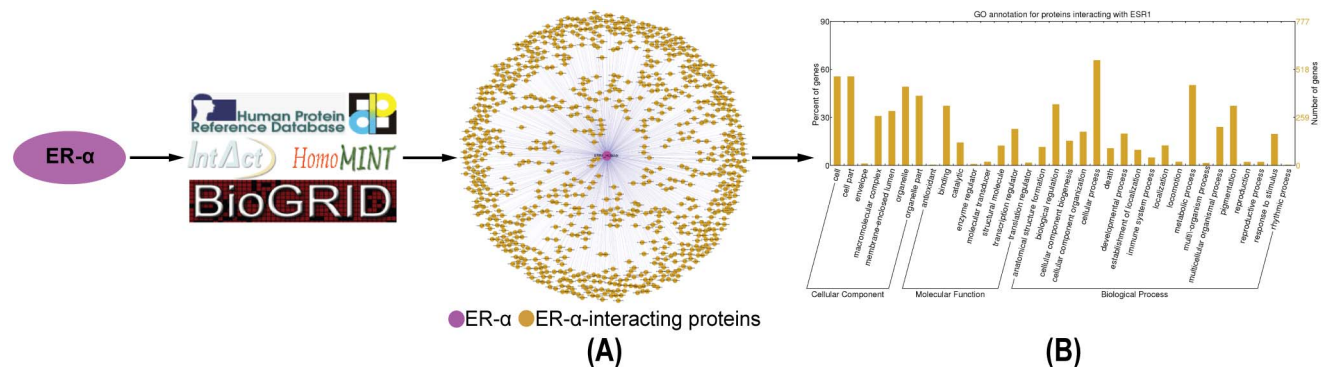 ER-α
Human Protein
Reference Database
IntAct
HomoMINT
BioGRID
ER-α
ER-α-interacting proteins
(A)
GO annotation for proteins interacting with ESR1
Percent of genes
90
60
30
0
777
518
259
0
Number of genes
cell
cell part
envelope
macromolecular complex
membrane-enclosed lumen
organelle
organelle part
antioxidant
binding
catalytic
enzyme regulator
molecular transducer
structural molecule
transcription regulator
translation regulator
anatomical structure formation
biological regulation
cellular component biogenesis
cellular component organization
cellular process
death
developmental process
establishment of localization
immune system process
localization
locomotion
metabolic process
multi-organism process
multicellular organismal process
pigmentation
reproduction
reproductive process
response to stimulus
rhythmic process
Cellular Component
Molecular Function
Biological Process
(B)